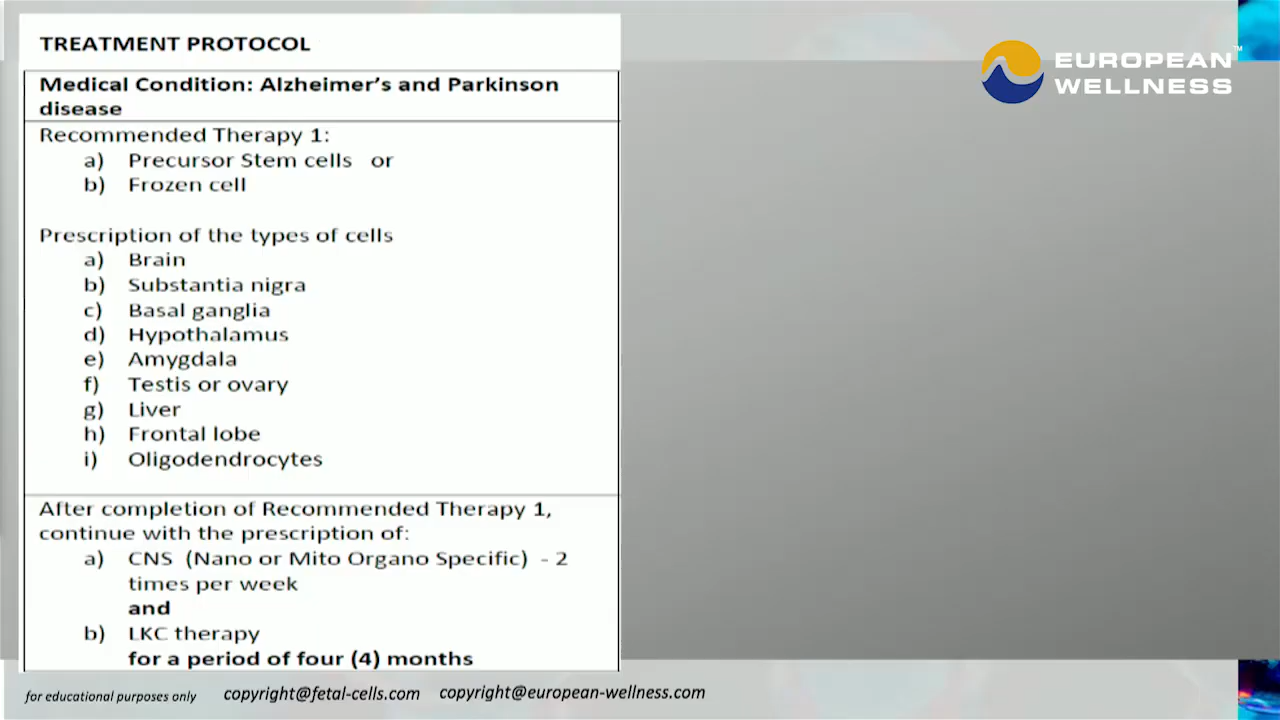 TREATMENT PROTOCOL
Medical Condition: Alzheimer's and Parkinson
disease
Recommended Therapy 1:
a) Precursor Stem cells or
b) Frozen cell
Prescription of the types of cells
a) Brain
b) Substantia nigra
c) Basal ganglia
d) Hypothalamus
e) Amygdala
f) Testis or ovary
g) Liver
h) Frontal lobe
i) Oligodendrocytes
After completion of Recommended Therapy 1,
continue with the prescription of:
a) CNS (Nano or Mito Organo Specific) - 2
times per week
and
b) LKC therapy
for a period of four (4) months
EUROPEAN™
WELLNESS
for educational purposes only copyright@fetal-cells.com copyright@european-wellness.com